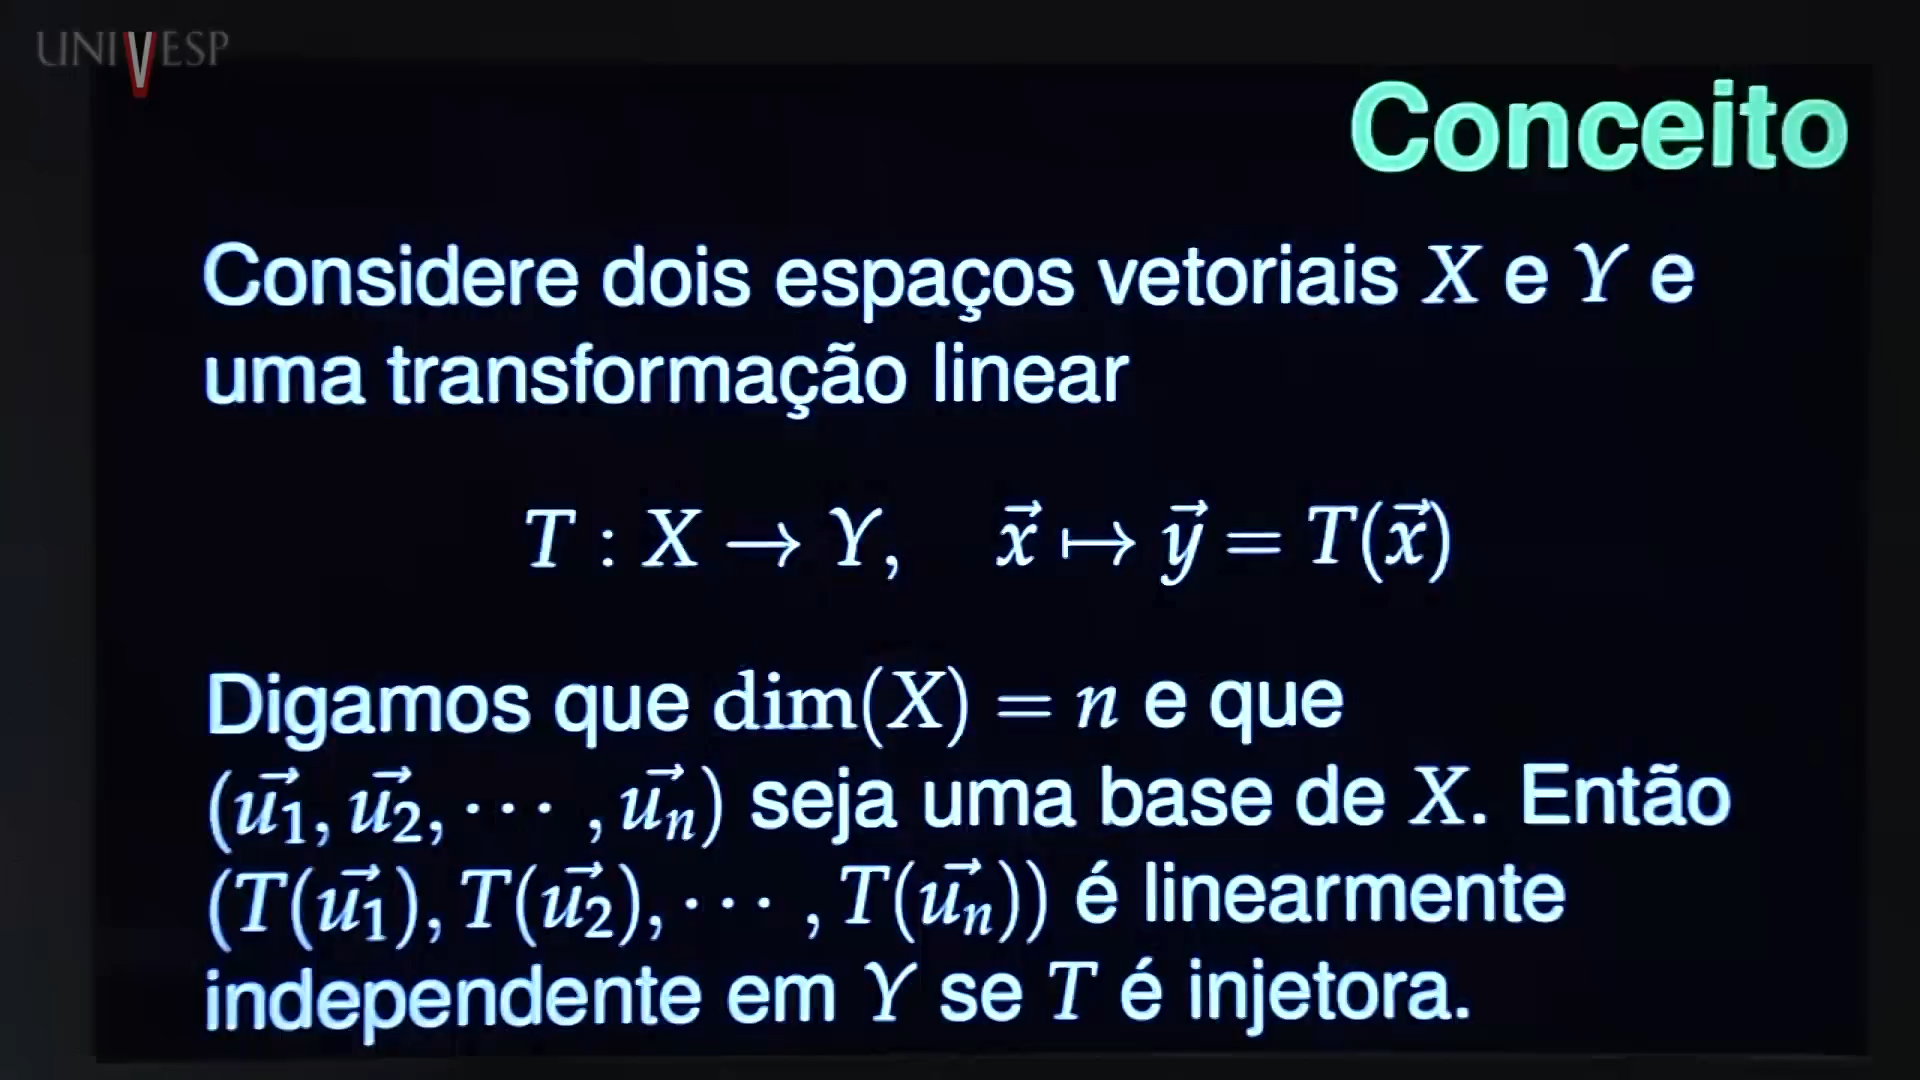 UNIVESP
Conceito
Considere dois espaços vetoriais X e Y e
uma transformação linear
T : X → Y, x⃗ ↦ y⃗ = T(x⃗)
Digamos que dim(X) = n e que
(u⃗₁, u⃗₂, ⋯ , u⃗ₙ) seja uma base de X. Então
(T(u⃗₁), T(u⃗₂), ⋯ , T(u⃗ₙ)) é linearmente
independente em Y se T é injetora.